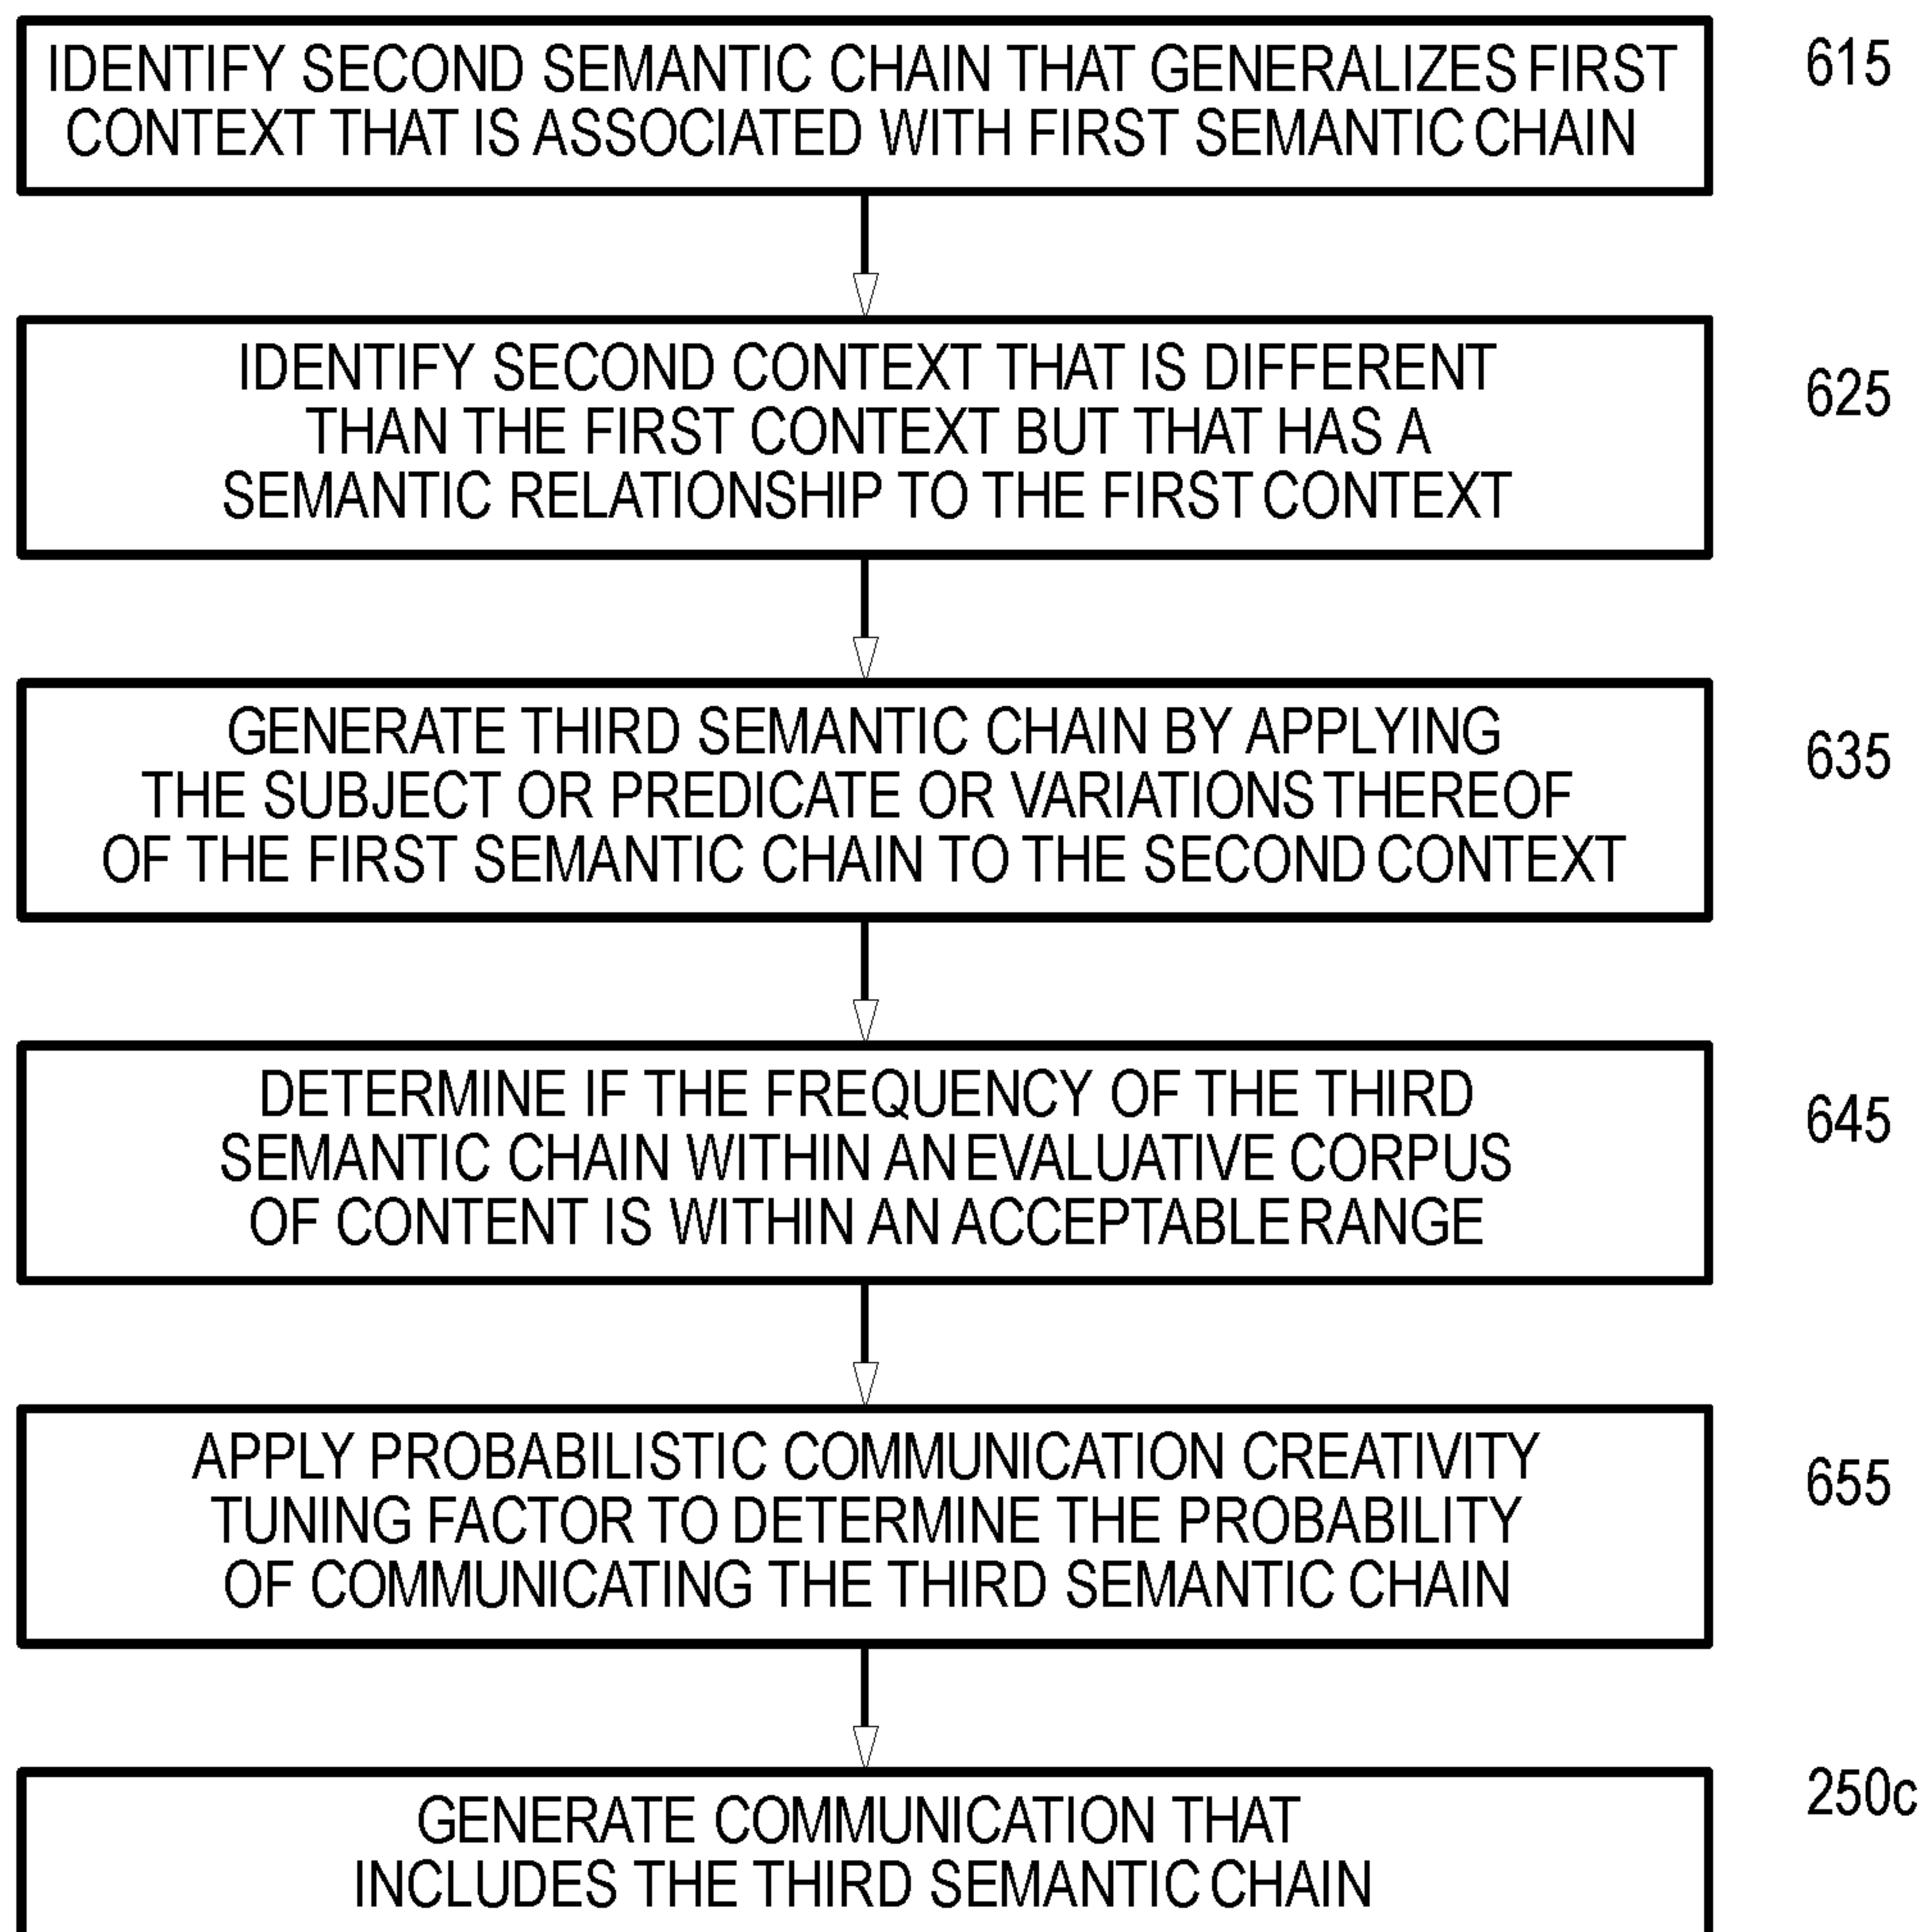 IDENTIFY SECOND SEMANTIC CHAIN THAT GENERALIZES FIRST
CONTEXT THAT IS ASSOCIATED WITH FIRST SEMANTIC CHAIN
615
IDENTIFY SECOND CONTEXT THAT IS DIFFERENT
THAN THE FIRST CONTEXT BUT THAT HAS A
SEMANTIC RELATIONSHIP TO THE FIRST CONTEXT
625
GENERATE THIRD SEMANTIC CHAIN BY APPLYING
THE SUBJECT OR PREDICATE OR VARIATIONS THEREOF
OF THE FIRST SEMANTIC CHAIN TO THE SECOND CONTEXT
635
DETERMINE IF THE FREQUENCY OF THE THIRD
SEMANTIC CHAIN WITHIN AN EVALUATIVE CORPUS
OF CONTENT IS WITHIN AN ACCEPTABLE RANGE
645
APPLY PROBABILISTIC COMMUNICATION CREATIVITY
TUNING FACTOR TO DETERMINE THE PROBABILITY
OF COMMUNICATING THE THIRD SEMANTIC CHAIN
655
GENERATE COMMUNICATION THAT
INCLUDES THE THIRD SEMANTIC CHAIN
250c